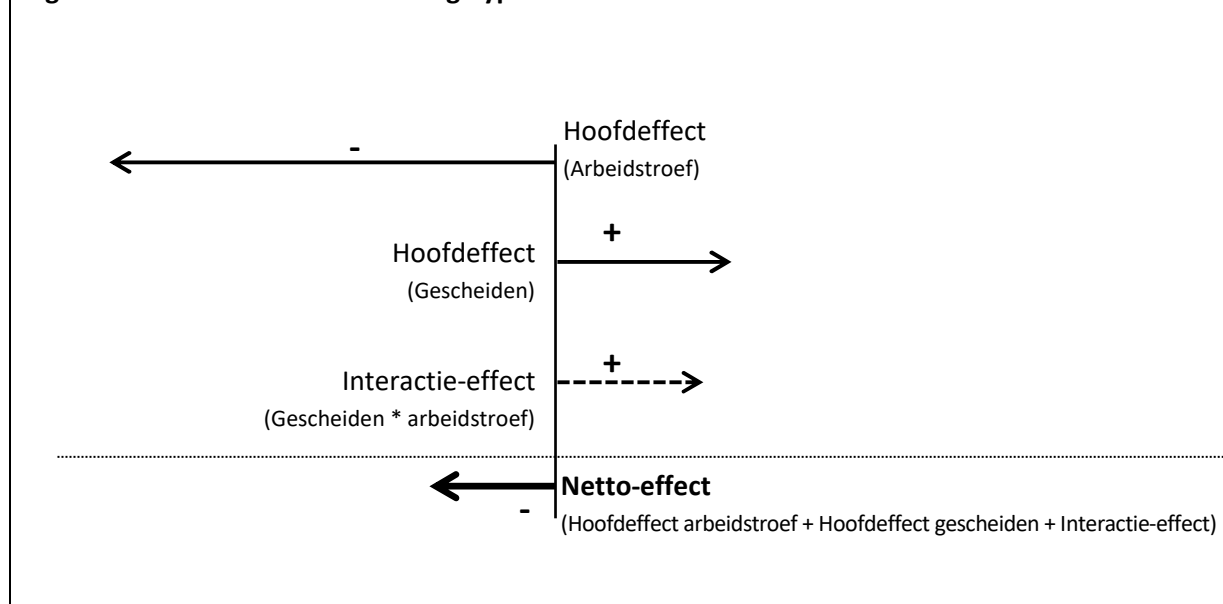 Hoofdeffect
(Arbeidstroef)
-
+
Hoofdeffect
(Gescheiden)
+
Interactie-effect
(Gescheiden * arbeidstroef)
Netto-effect
-
(Hoofdeffect arbeidstroef + Hoofdeffect gescheiden + Interactie-effect)